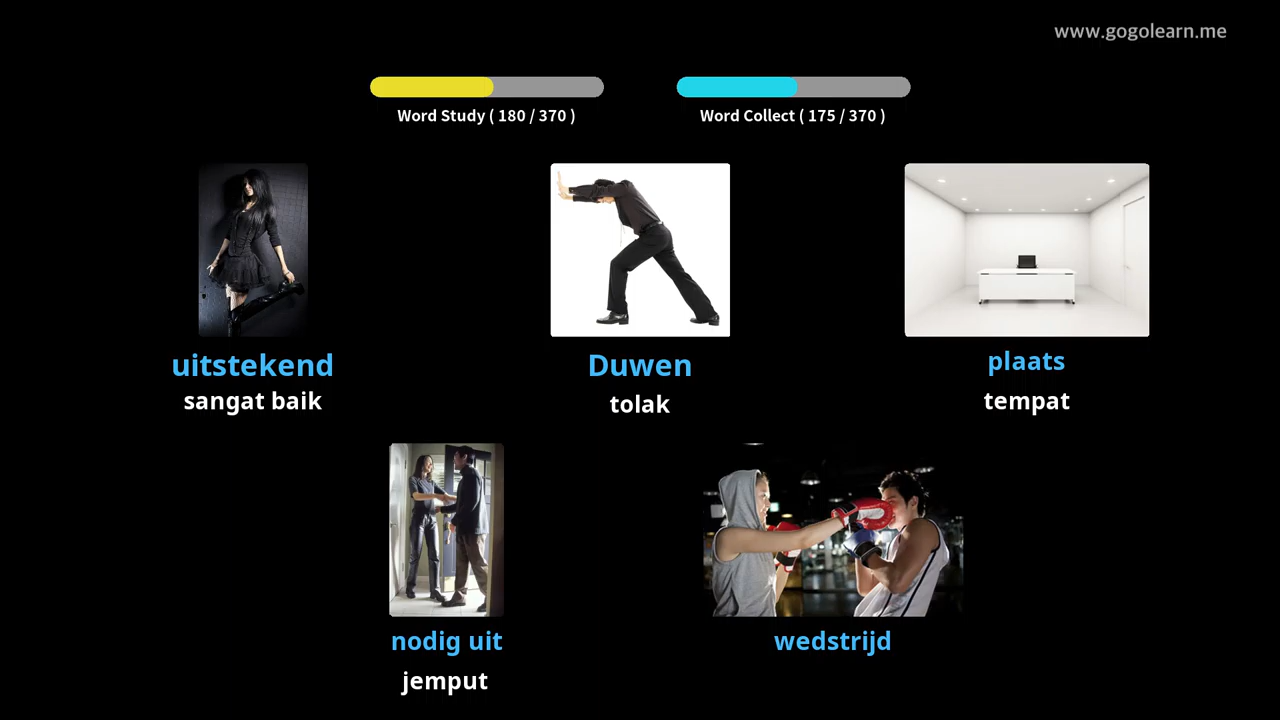 www.gogolearn.me
Word Study ( 180 / 370 )
Word Collect ( 175 / 370 )
uitstekend
sangat baik
Duwen
tolak
plaats
tempat
nodig uit
jemput
wedstrijd